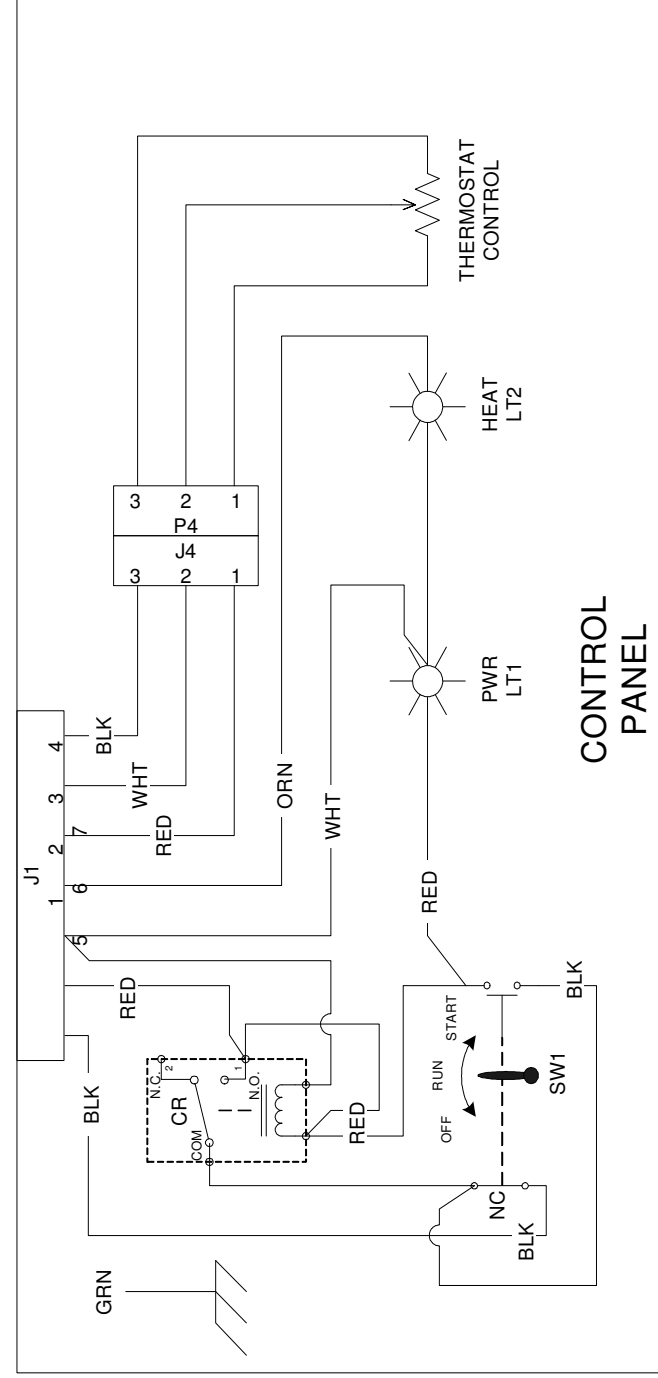 J1
1
2
3
4
5
6
7
BLK
RED
BLK
WHT
RED
ORN
WHT
3
2
1
J4
P4
3
2
1
THERMOSTAT
CONTROL
HEAT
LT2
PWR
LT1
RED
CR
N.C.
2
1
N.O.
COM
RED
GRN
OFF
RUN
START
SW1
NC
BLK
BLK
CONTROL
PANEL